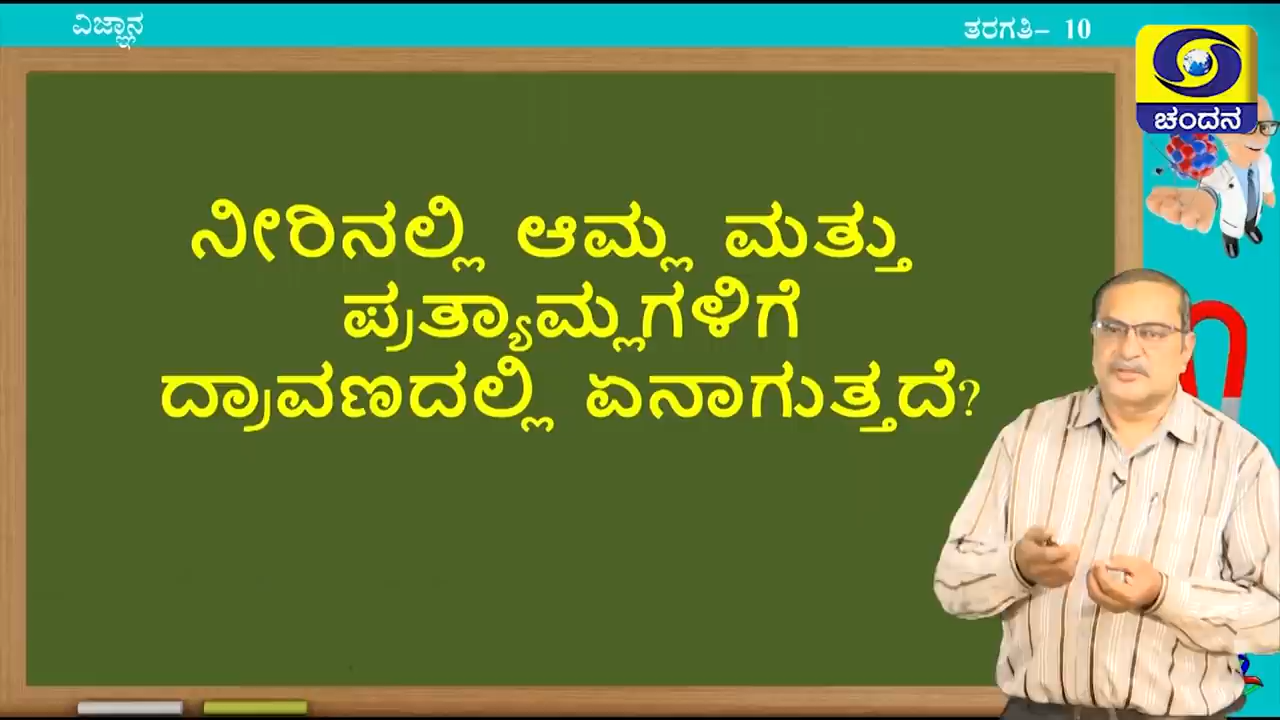 ವಿಜ್ಞಾನ
ತರಗತಿ– 10
ಚಂದನ
ನೀರಿನಲ್ಲಿ ಆಮ್ಲ ಮತ್ತು
ಪ್ರತ್ಯಾಮ್ಲಗಳಿಗೆ
ದ್ರಾವಣದಲ್ಲಿ ಏನಾಗುತ್ತದೆ?